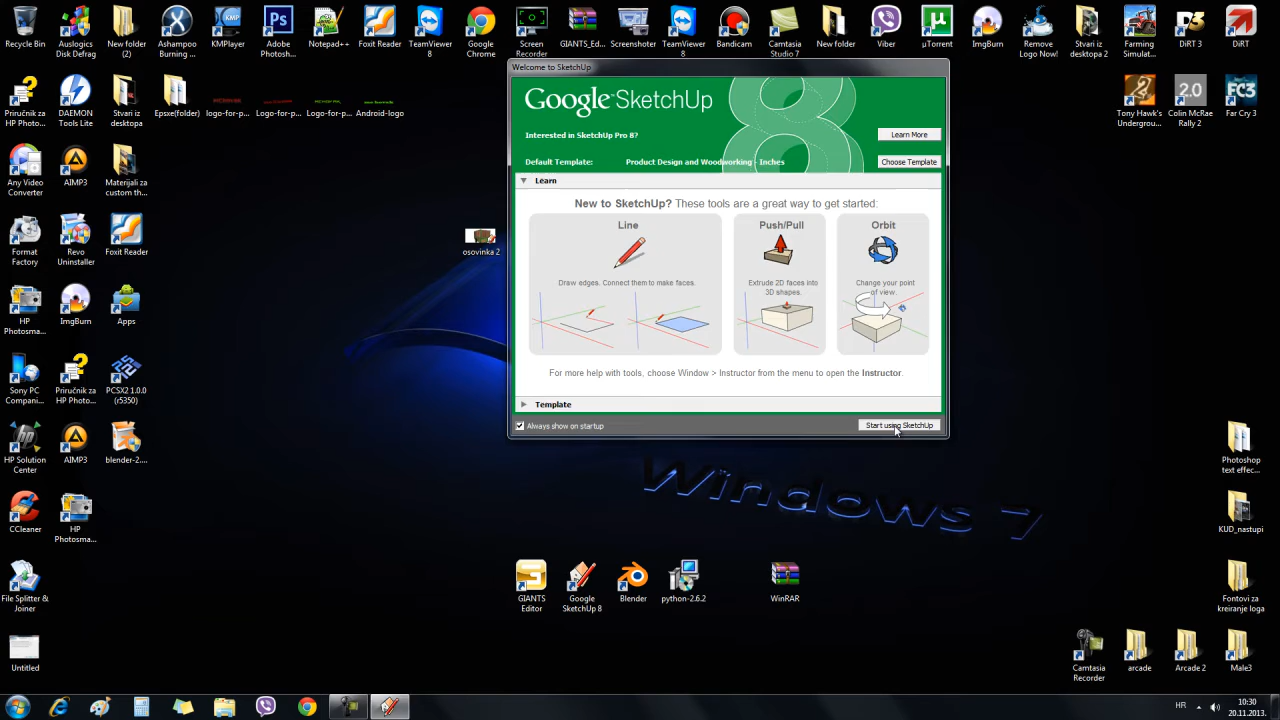 Recycle Bin
Auslogics Disk Defrag
New folder (2)
Ashampoo Burning ...
KMPlayer
Adobe Photosh...
Notepad++
Foxit Reader
TeamViewer 8
Google Chrome
Screen Recorder
GIANTS_Ed...
Screenshoter
TeamViewer 8
Bandicam
Camtasia Studio 7
New folder
Viber
µTorrent
ImgBurn
Remove Logo Now!
Stvari iz desktopa 2
Farming Simulat...
DiRT 3
DiRT
Priručnik za HP Photo...
DAEMON Tools Lite
Stvari iz desktopa
Epsxe(folder)
logo-for-p...
Logo-for-p...
Logo-for-p...
Android-logo
Tony Hawk's Undergrou...
Colin McRae Rally 2
Far Cry 3
Any Video Converter
AIMP3
Materijali za custom th...
Format Factory
Revo Uninstaller
Foxit Reader
osovinka 2
HP Photosma...
ImgBurn
Apps
Sony PC Compani...
Priručnik za HP Photo...
PCSX2 1.0.0 (r5350)
HP Solution Center
AIMP3
blender-2....
CCleaner
HP Photosma...
File Splitter & Joiner
Untitled
Welcome to SketchUp
Google SketchUp 8
Interested in SketchUp Pro 8?
Learn More
Default Template: Product Design and Woodworking - Inches
Choose Template
Learn
New to SketchUp? These tools are a great way to get started:
Line
Push/Pull
Orbit
Draw edges. Connect them to make faces.
Extrude 2D faces into
3D shapes.
Change your point
of view.
For more help with tools, choose Window > Instructor from the menu to open the Instructor.
Template
Always show on startup
Start using SketchUp
Windows 7
GIANTS Editor
Google SketchUp 8
Blender
python-2.6.2
WinRAR
Photoshop text effec...
KUD_nastupi
Fontovi za kreiranje loga
Camtasia Recorder
arcade
Arcade 2
Male3
HR
10:30
20.11.2013.